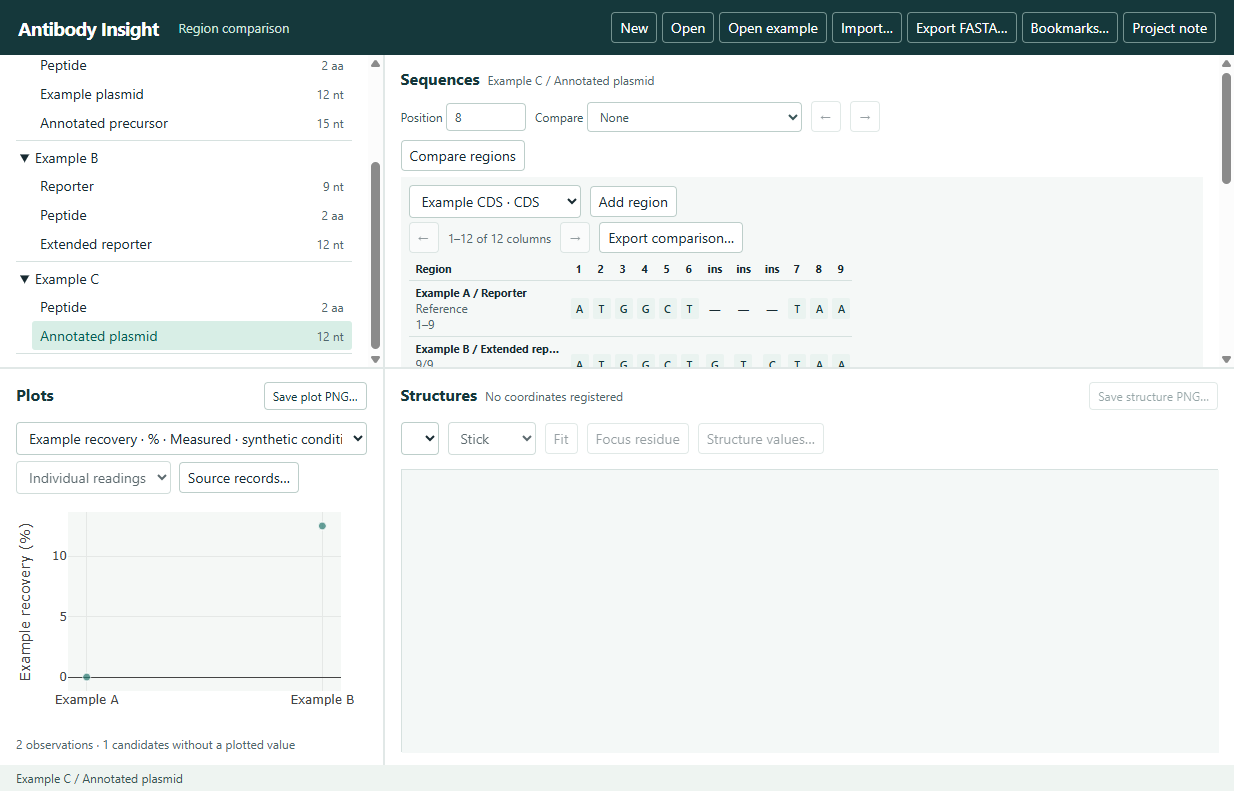 Antibody Insight Region comparison New Open Open example Import... Export FASTA... Bookmarks... Project note
Peptide 2 aa
Example plasmid 12 nt
Annotated precursor 15 nt
▼ Example B
Reporter 9 nt
Peptide 2 aa
Extended reporter 12 nt
▼ Example C
Peptide 2 aa
Annotated plasmid 12 nt
Sequences Example C / Annotated plasmid
Position 8 Compare None ← →
Compare regions
Example CDS · CDS Add region
← 1–12 of 12 columns → Export comparison...
Region 1 2 3 4 5 6 ins ins ins 7 8 9
Example A / Reporter
Reference
1–9
A T G G C T — — — T A A
Example B / Extended rep...
9/9
A T G G C T G T C T A A
Plots Save plot PNG...
Example recovery · % · Measured · synthetic conditi
Individual readings Source records...
Example recovery (%)
10
5
0
Example A Example B
2 observations · 1 candidates without a plotted value
Structures No coordinates registered Save structure PNG...
Stick Fit Focus residue Structure values...
Example C / Annotated plasmid